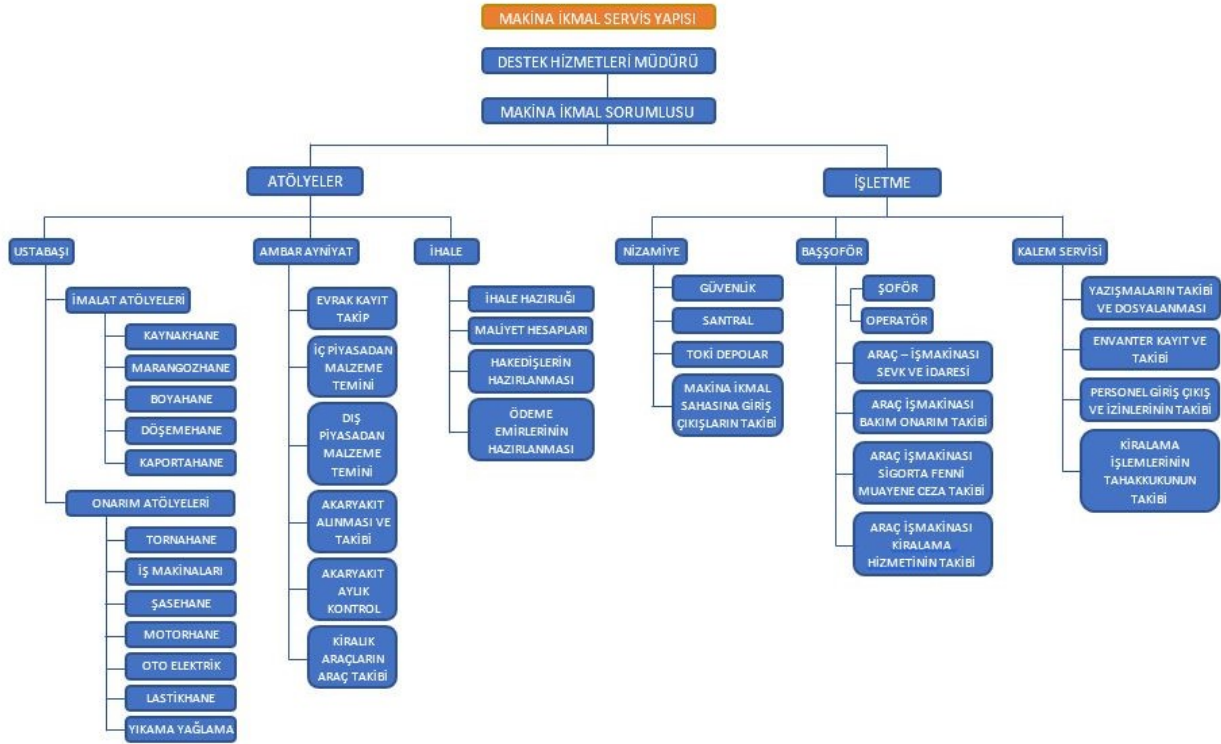 MAKİNA İKMAL SERVİS YAPISI
DESTEK HİZMETLERİ MÜDÜRÜ
MAKİNA İKMAL SORUMLUSU
ATÖLYELER
İŞLETME
USTABAŞI
AMBAR AYNİYAT
İHALE
NİZAMİYE
BAŞŞOFÖR
KALEM SERVİSİ
İMALAT ATÖLYELERİ
KAYNAKHANE
MARANGOZHANE
BOYAHANE
DÖŞEMEHANE
KAPORTAHANE
ONARIM ATÖLYELERİ
TORNAHANE
İŞ MAKİNALARI
ŞASEHANE
MOTORHANE
OTO ELEKTRİK
LASTİKHANE
YIKAMA YAĞLAMA
EVRAK KAYIT
TAKİP
İÇ PİYASADAN
MALZEME
TEMİNİ
DIŞ
PİYASADAN
MALZEME
TEMİNİ
AKARYAKIT
ALINMASI VE
TAKİBİ
AKARYAKIT
AYLIK
KONTROL
KİRALIK
ARAÇLARIN
ARAÇ TAKİBİ
İHALE HAZIRLIĞI
MALİYET HESAPLARI
HAKEDİŞLERİN
HAZIRLANMASI
ÖDEME
EMİRLERİNİN
HAZIRLANMASI
GÜVENLİK
SANTRAL
TOKİ DEPOLAR
MAKİNA İKMAL
SAHASINA GİRİŞ
ÇIKIŞLARIN TAKİBİ
ŞOFÖR
OPERATÖR
ARAÇ – İŞMAKİNASI
SEVK VE İDARESİ
ARAÇ İŞMAKİNASI
BAKIM ONARIM TAKİBİ
ARAÇ İŞMAKİNASI
SİGORTA FENNİ
MUAYENE CEZA TAKİBİ
ARAÇ İŞMAKİNASI
KİRALAMA
HİZMETİNİN TAKİBİ
YAZIŞMALARIN TAKİBİ
VE DOSYALANMASI
ENVANTER KAYIT VE
TAKİBİ
PERSONEL GİRİŞ ÇIKIŞ
VE İZİNLERİNİN TAKİBİ
KİRALAMA
İŞLEMLERİNİN
TAHAKKUKUNUN
TAKİBİ